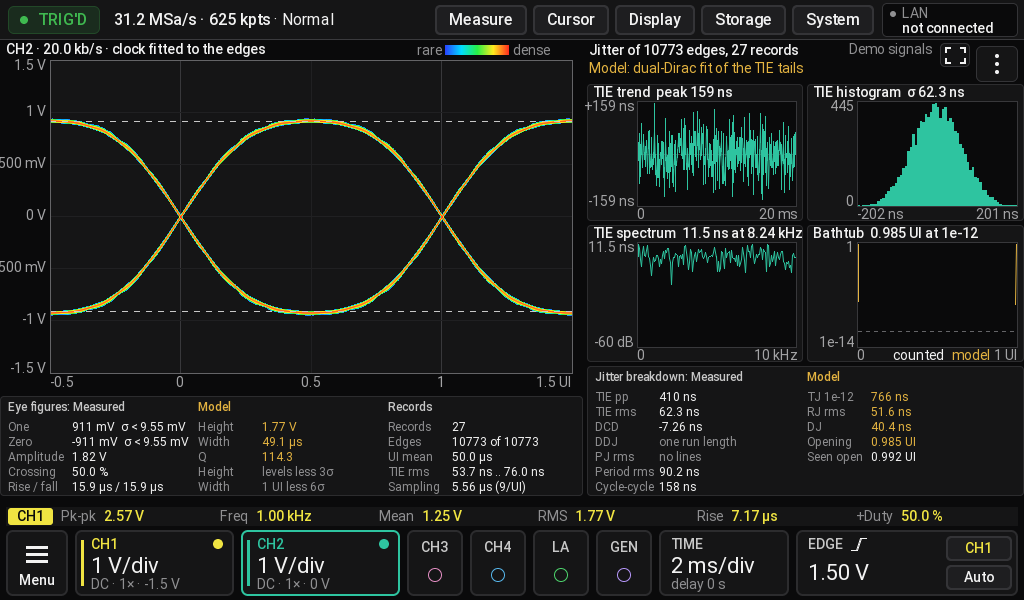 TRIG'D 31.2 MSa/s · 625 kpts · Normal Measure Cursor Display Storage System LAN not connected
CH2 · 20.0 kb/s · clock fitted to the edges rare dense
1.5 V
1 V
500 mV
0 V
500 mV
-1 V
-1.5 V
-0.5 0 0.5 1 1.5 UI
Jitter of 10773 edges, 27 records Demo signals
Model: dual-Dirac fit of the TIE tails
TIE trend peak 159 ns
+159 ns
-159 ns
0 20 ms
TIE histogram σ 62.3 ns
445
0
-202 ns 201 ns
TIE spectrum 11.5 ns at 8.24 kHz
11.5 ns
-60 dB
0 10 kHz
Bathtub 0.985 UI at 1e-12
1
1e-14
0 counted model 1 UI
Eye figures: Measured Model Records
One 911 mV σ < 9.55 mV Height 1.77 V Records 27
Zero -911 mV σ < 9.55 mV Width 49.1 µs Edges 10773 of 10773
Amplitude 1.82 V Q 114.3 UI mean 50.0 µs
Crossing 50.0 % Height levels less 3σ TIE rms 53.7 ns .. 76.0 ns
Rise / fall 15.9 µs / 15.9 µs Width 1 UI less 6σ Sampling 5.56 µs (9/UI)
Jitter breakdown: Measured Model
TIE pp 410 ns TJ 1e-12 766 ns
TIE rms 62.3 ns RJ rms 51.6 ns
DCD -7.26 ns DJ 40.4 ns
DDJ one run length Opening 0.985 UI
PJ rms no lines Seen open 0.992 UI
Period rms 90.2 ns
Cycle-cycle 158 ns
CH1 Pk-pk 2.57 V Freq 1.00 kHz Mean 1.25 V RMS 1.77 V Rise 7.17 µs +Duty 50.0 %
Menu
CH1
1 V/div
DC · 1× · -1.5 V
CH2
1 V/div
DC · 1× · 0 V
CH3
CH4
LA
GEN
TIME
2 ms/div
delay 0 s
EDGE
1.50 V
CH1
Auto